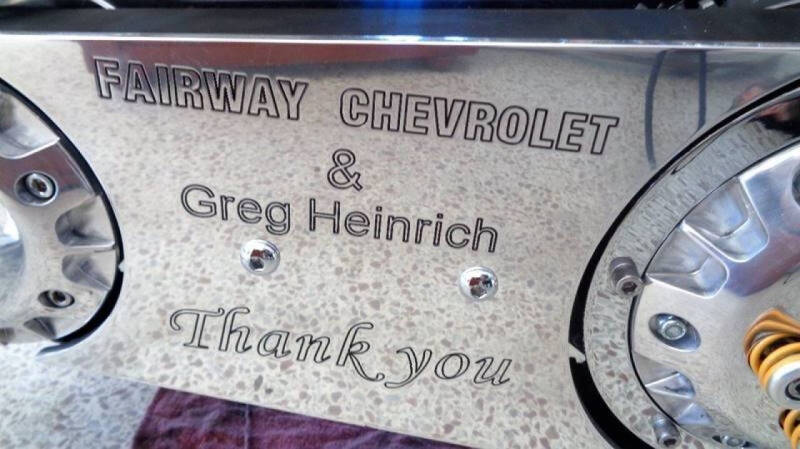 FAIRWAY CHEVROLET
&
Greg Heinrich
Thank you